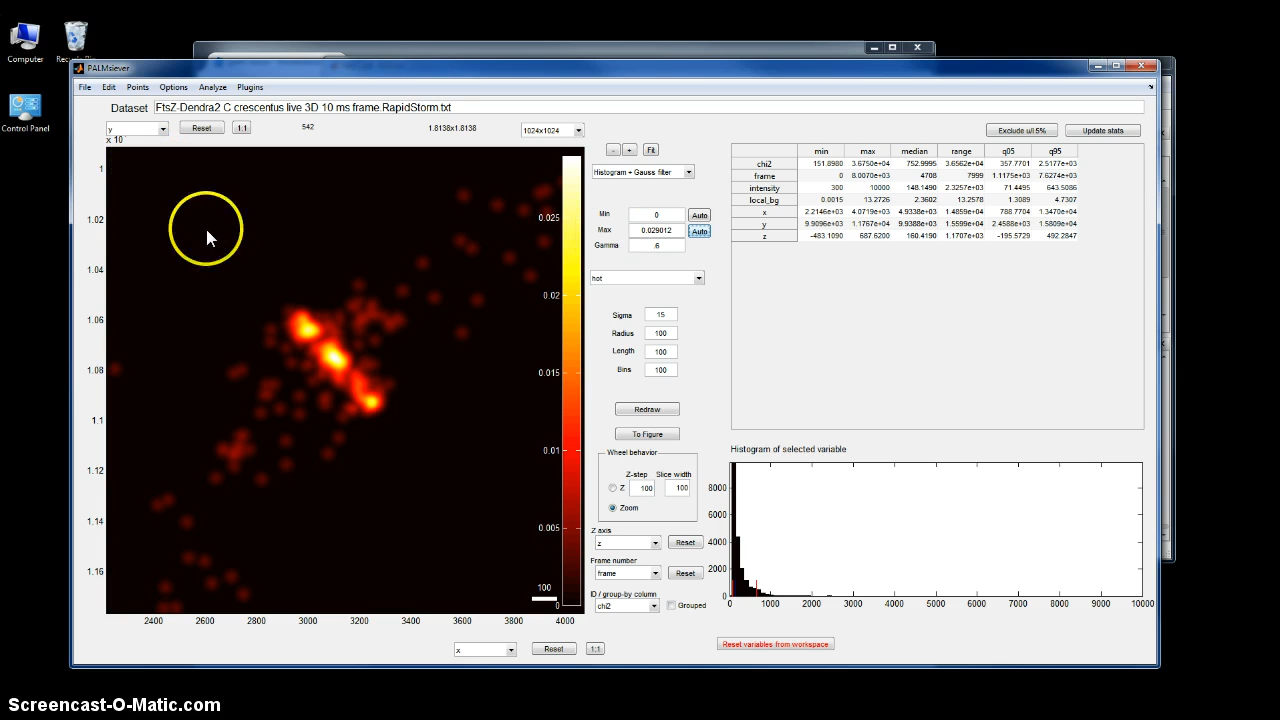 Computer
Recyc
Control Panel
PALMsiever
File Edit Points Options Analyze Plugins
Dataset FtsZ-Dendra2 C crescentus live 3D 10 ms frame.RapidStorm.txt
y Reset 1:1 542 1.8138x1.8138 1024x1024 Exclude u/l 5% Update stats
x 10
- + Fit
Histogram + Gauss filter
Min 0 Auto
Max 0.029012 Auto
Gamma .6
hot
Sigma 15
Radius 100
Length 100
Bins 100
Redraw
To Figure
Wheel behavior
Z-step Slice width
Z 100 100
Zoom
Z axis
z Reset
Frame number
frame Reset
ID / group-by column
chi2 Grouped
1
1.02
1.04
1.06
1.08
1.1
1.12
1.14
1.16
2400 2600 2800 3000 3200 3400 3600 3800 4000
0.025
0.02
0.015
0.01
0.005
0
100
x Reset 1:1
min max median range q05 q95
chi2 151.8980 3.6750e+04 752.9995 3.6562e+04 357.7701 2.5177e+03
frame 0 8.0070e+03 4708 7999 1.1175e+03 7.6274e+03
intensity 300 10000 148.1490 2.3257e+03 71.4495 643.5086
local_bg 0.0015 13.2726 2.3602 13.2578 1.3089 4.7307
x 2.2146e+03 4.0719e+03 4.9338e+03 1.4859e+04 788.7704 1.3470e+04
y 9.9096e+03 1.1767e+04 9.9388e+03 1.5599e+04 2.4588e+03 1.5809e+04
z -483.1090 687.6200 160.4190 1.1707e+03 -195.5729 492.2847
Histogram of selected variable
8000
6000
4000
2000
0
0 1000 2000 3000 4000 5000 6000 7000 8000 9000 10000
Reset variables from workspace
Screencast-O-Matic.com